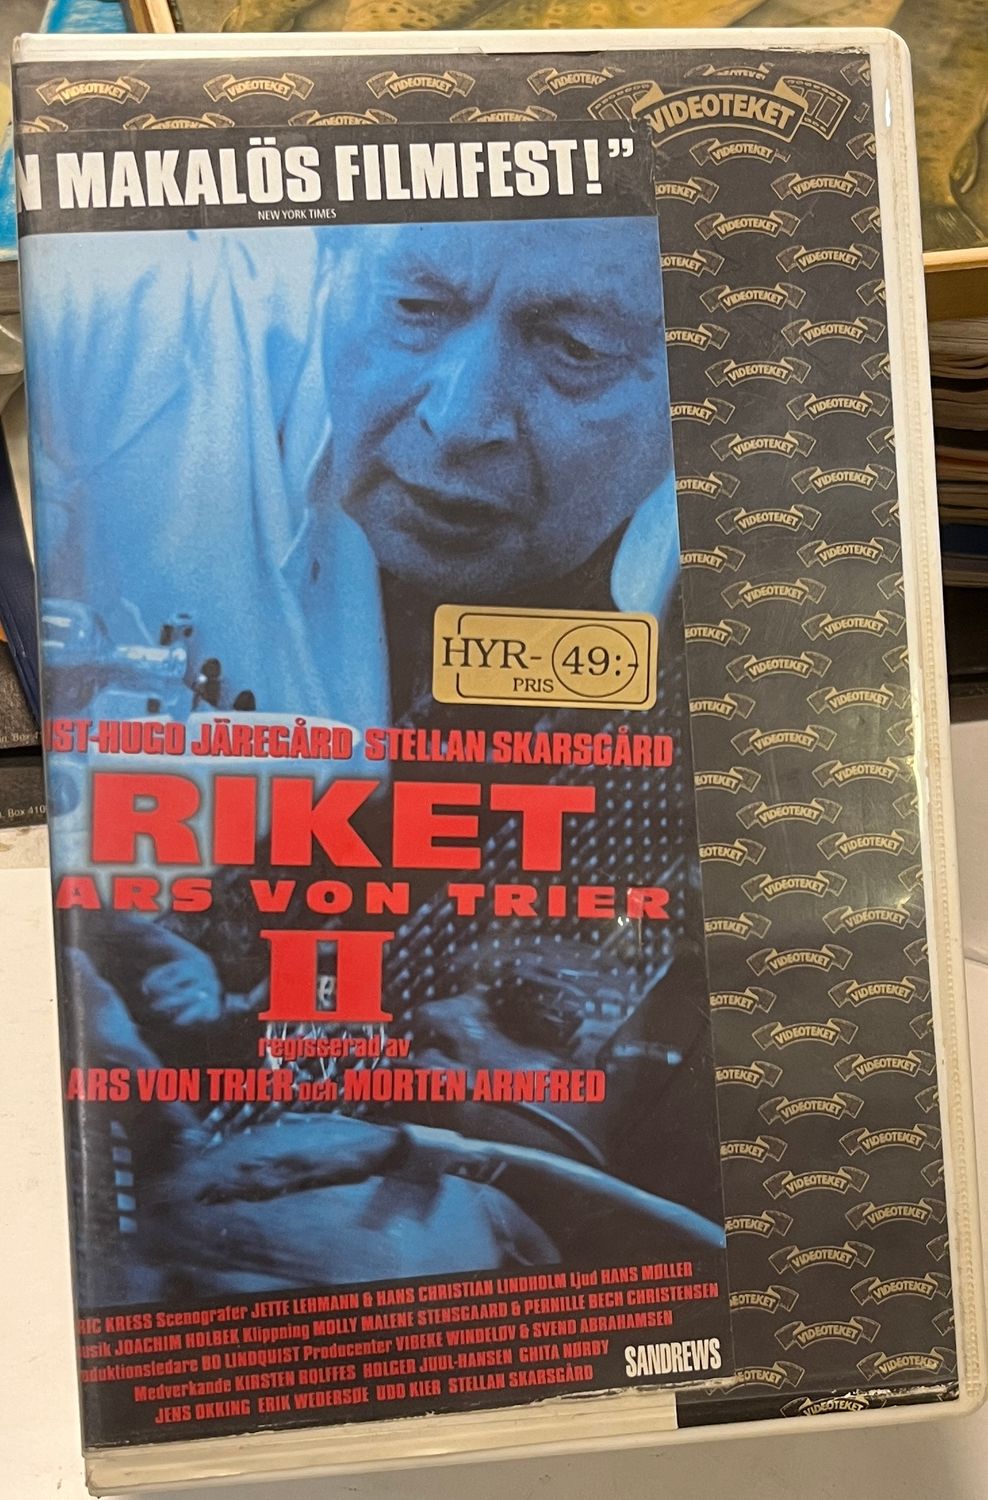 VIDEOTEKET
N MAKALÖS FILMFEST!”
NEW YORK TIMES
HYR- 49:-
PRIS
ST-HUGO JÄREGÅRD STELLAN SKARSGÅRD
RIKET
ARS VON TRIER
II
regisserad av
ARS VON TRIER och MORTEN ARNFRED
RIC KRESS Scenografer JETTE LEHMANN & HANS CHRISTIAN LINDHOLM Ljud HANS MØLLER
usik JOACHIM HOLBEK Klippning MOLLY MALENE STENSGAARD & PERNILLE BECH CHRISTENSEN
duktionsledare BO LINDQUIST Producenter VIBEKE WINDELØV & SVEND ABRAHAMSEN
Medverkande KIRSTEN ROLFFES HOLGER JUUL-HANSEN GHITA NØRBY
JENS OKKING ERIK WEDERSØE UDO KIER STELLAN SKARSGÅRD
SANDREWS